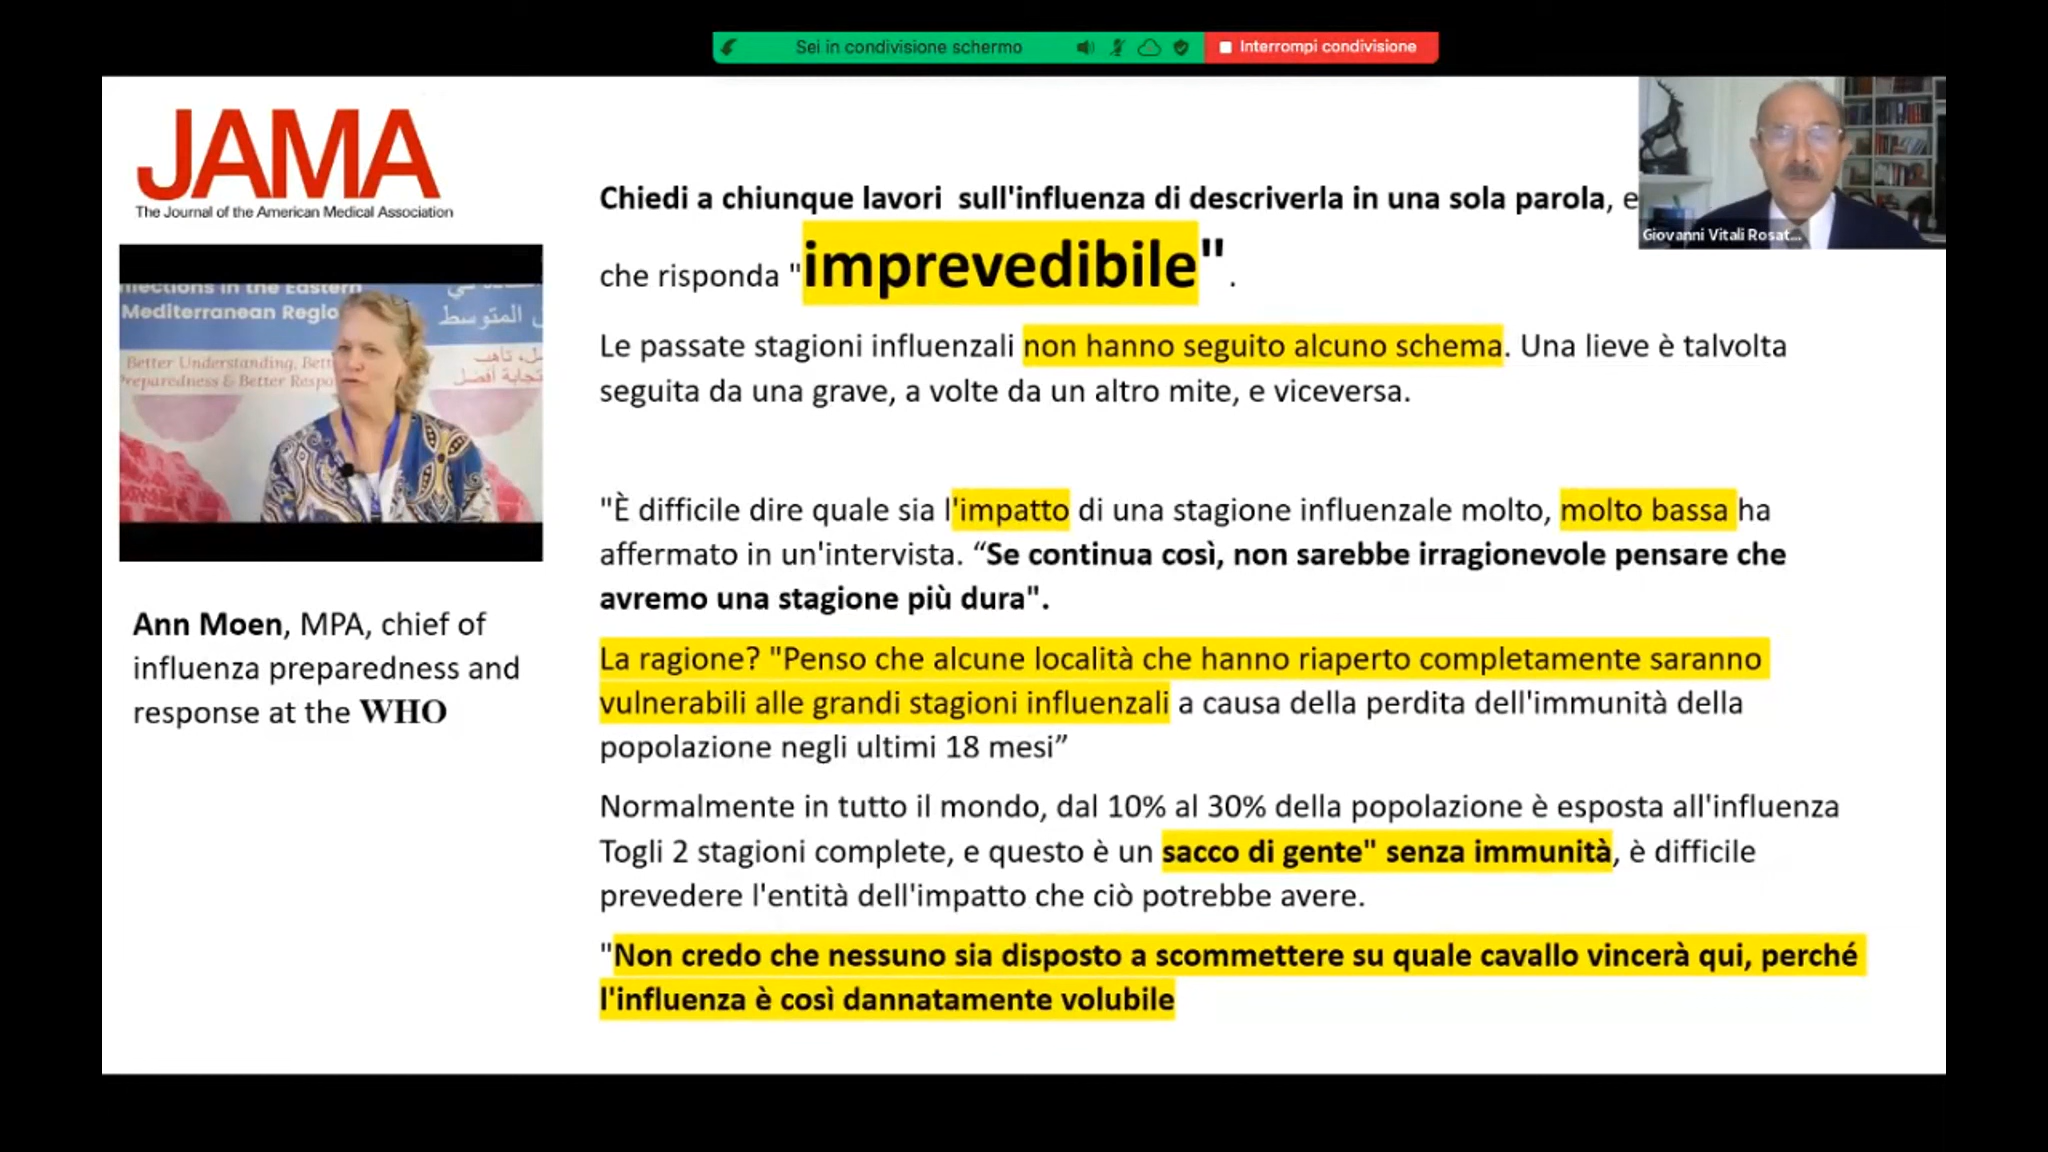 Sei in condivisione schermo
Interrompi condivisione
JAMA
The Journal of the American Medical Association
Giovanni Vitali Rosat...
Chiedi a chiunque lavori sull'influenza di descriverla in una sola parola, e
che risponda "imprevedibile".
Le passate stagioni influenzali non hanno seguito alcuno schema. Una lieve è talvolta
seguita da una grave, a volte da un altro mite, e viceversa.
in the Eastern
Mediterranean Regio
المتوسط
Better Understanding, Bett
Preparedness & Better Respo
تأهب
أفضل
"È difficile dire quale sia l'impatto di una stagione influenzale molto, molto bassa ha
affermato in un'intervista. “Se continua così, non sarebbe irragionevole pensare che
avremo una stagione più dura".
Ann Moen, MPA, chief of
influenza preparedness and
response at the WHO
La ragione? "Penso che alcune località che hanno riaperto completamente saranno
vulnerabili alle grandi stagioni influenzali a causa della perdita dell'immunità della
popolazione negli ultimi 18 mesi”
Normalmente in tutto il mondo, dal 10% al 30% della popolazione è esposta all'influenza
Togli 2 stagioni complete, e questo è un sacco di gente" senza immunità, è difficile
prevedere l'entità dell'impatto che ciò potrebbe avere.
"Non credo che nessuno sia disposto a scommettere su quale cavallo vincerà qui, perché
l'influenza è così dannatamente volubile